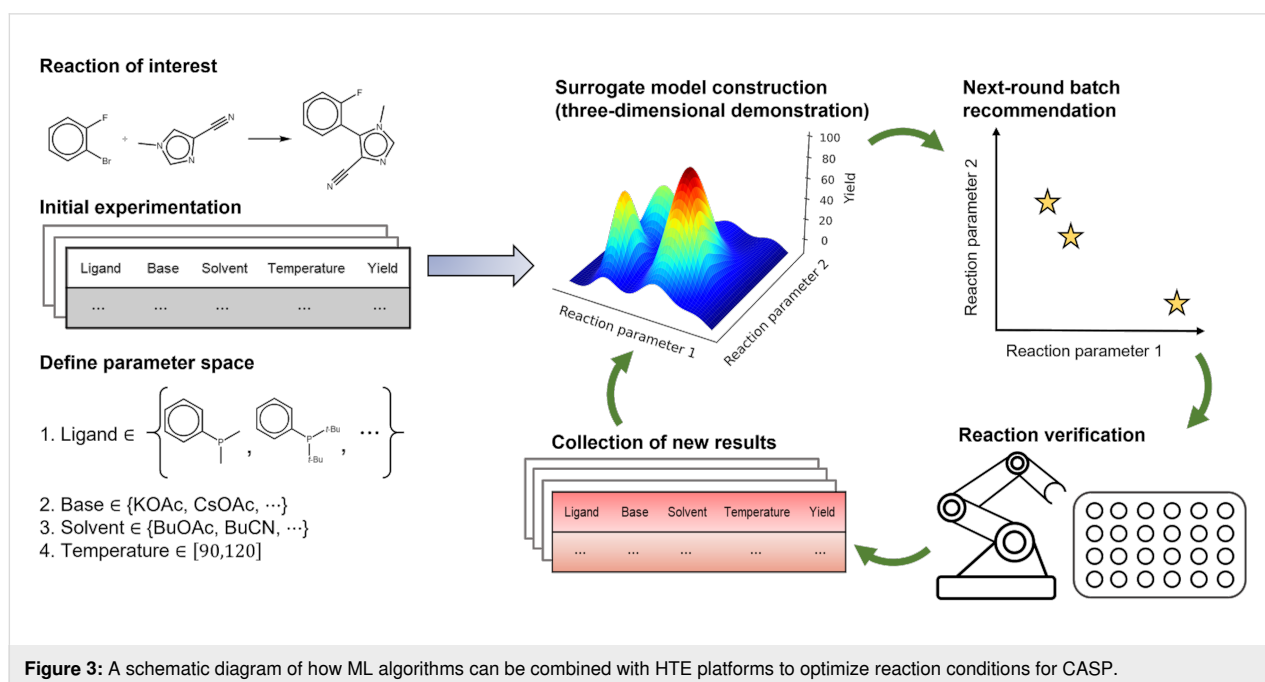 Reaction of interest
F
Br
+
N
N
N
F
N
N
N
Initial experimentation
Ligand Base Solvent Temperature Yield
... ... ... ... ...
Define parameter space
1. Ligand ∈ { P , P t-Bu t-Bu , ⋯ }
2. Base ∈ {KOAc, CsOAc, ⋯}
3. Solvent ∈ {BuOAc, BuCN, ⋯}
4. Temperature ∈ [90,120]
Surrogate model construction
(three-dimensional demonstration)
100
80
60
40
20
0
Yield
Reaction parameter 1
Reaction parameter 2
Next-round batch
recommendation
Reaction parameter 2
Reaction parameter 1
Reaction verification
Collection of new results
Ligand Base Solvent Temperature Yield
... ... ... ... ...
Figure 3: A schematic diagram of how ML algorithms can be combined with HTE platforms to optimize reaction conditions for CASP.